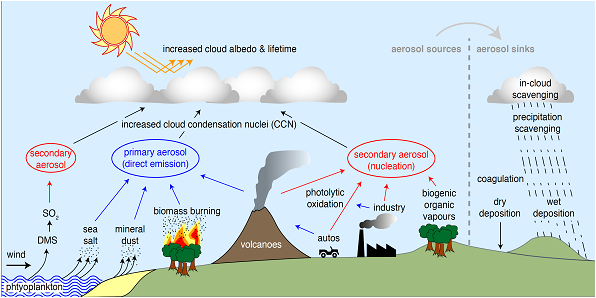 increased cloud albedo & lifetime
aerosol sources
aerosol sinks
in-cloud
scavenging
precipitation
scavenging
increased cloud condensation nuclei (CCN)
secondary
aerosol
primary aerosol
(direct emission)
secondary aerosol
(nucleation)
coagulation
photolytic
oxidation
biogenic
organic
vapours
dry
deposition
wet
deposition
SO2
sea
salt
mineral
dust
biomass burning
industry
DMS
wind
volcanoes
autos
phtyoplankton